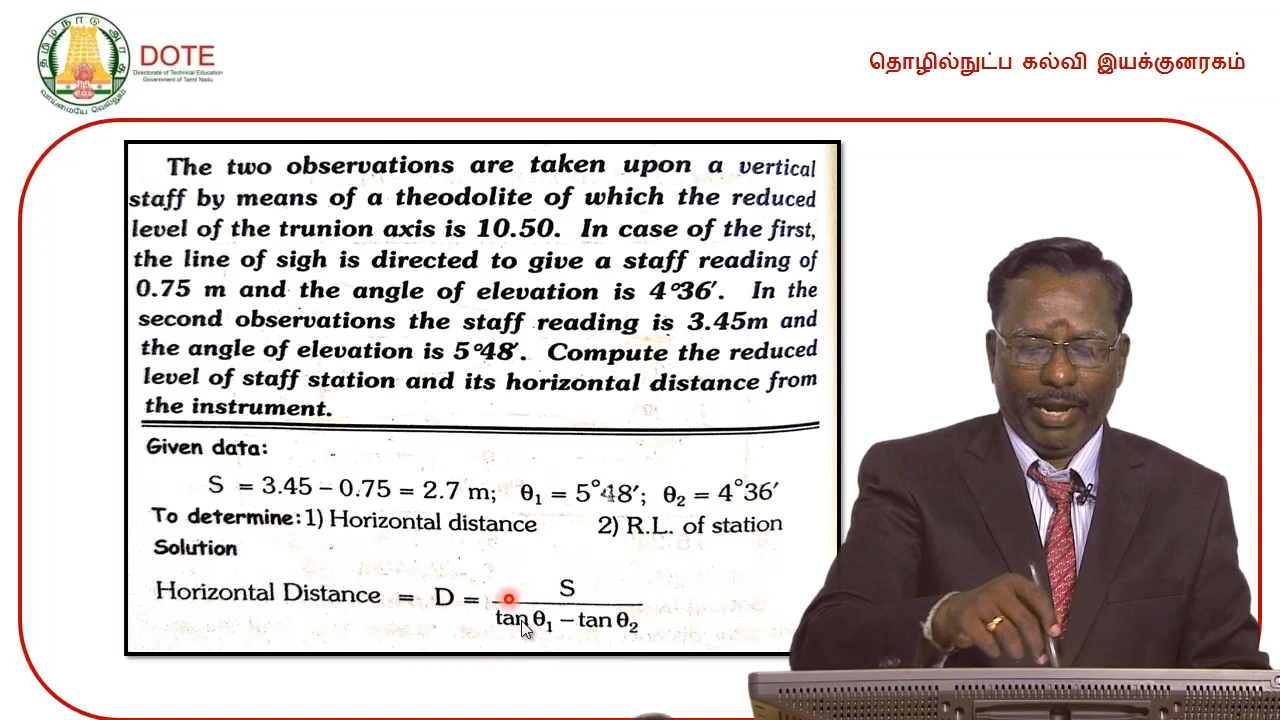 தமிழ்நாடு அரசு
வாய்மையே வெல்லும்
DOTE
Directorate of Technical Education
Government of Tamil Nadu
தொழில்நுட்ப கல்வி இயக்குனரகம்
The two observations are taken upon a vertical
staff by means of a theodolite of which the reduced
level of the trunion axis is 10.50. In case of the first,
the line of sigh is directed to give a staff reading of
0.75 m and the angle of elevation is 4°36′. In the
second observations the staff reading is 3.45m and
the angle of elevation is 5°48′. Compute the reduced
level of staff station and its horizontal distance from
the instrument.
Given data:
S = 3.45 – 0.75 = 2.7 m; θ₁ = 5°48′; θ₂ = 4°36′
To determine: 1) Horizontal distance 2) R.L. of station
Solution
Horizontal Distance = D = S
tan θ₁ – tan θ₂